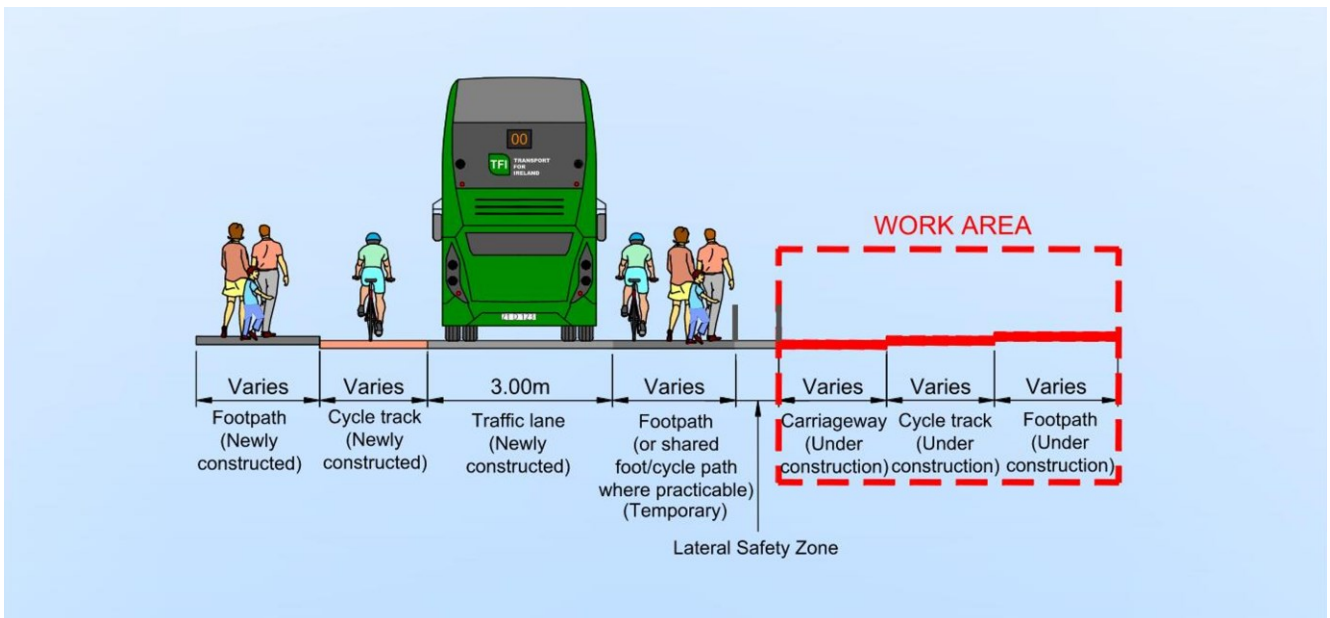 00
TFI TRANSPORT
FOR
IRELAND
WORK AREA
Varies
Footpath
(Newly
constructed)
Varies
Cycle track
(Newly
constructed)
3.00m
Traffic lane
(Newly
constructed)
Varies
Footpath
(or shared
foot/cycle path
where practicable)
(Temporary)
Lateral Safety Zone
Varies
Carriageway
(Under
construction)
Varies
Cycle track
(Under
construction)
Varies
Footpath
(Under
construction)